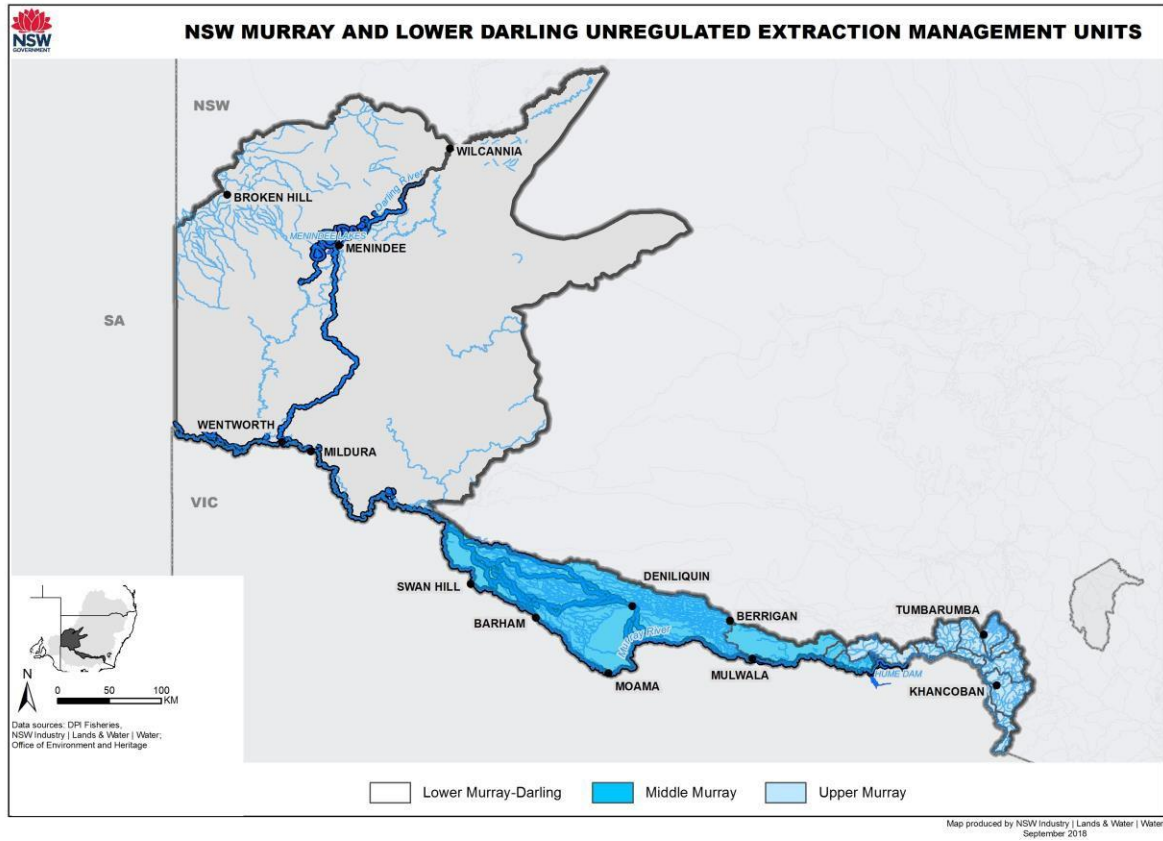 NSW
GOVERNMENT
NSW MURRAY AND LOWER DARLING UNREGULATED EXTRACTION MANAGEMENT UNITS
NSW
WILCANNIA
Darling River
BROKEN HILL
MENINDEE LAKES
MENINDEE
SA
WENTWORTH
MILDURA
VIC
SWAN HILL
DENILIQUIN
BARHAM
BERRIGAN
TUMBARUMBA
Murray River
MOAMA
MULWALA
HUME DAM
KHANCOBAN
N
0 50 100
KM
Data sources: DPI Fisheries,
NSW Industry | Lands & Water | Water;
Office of Environment and Heritage
Lower Murray-Darling
Middle Murray
Upper Murray
Map produced by NSW Industry | Lands & Water | Water
September 2018